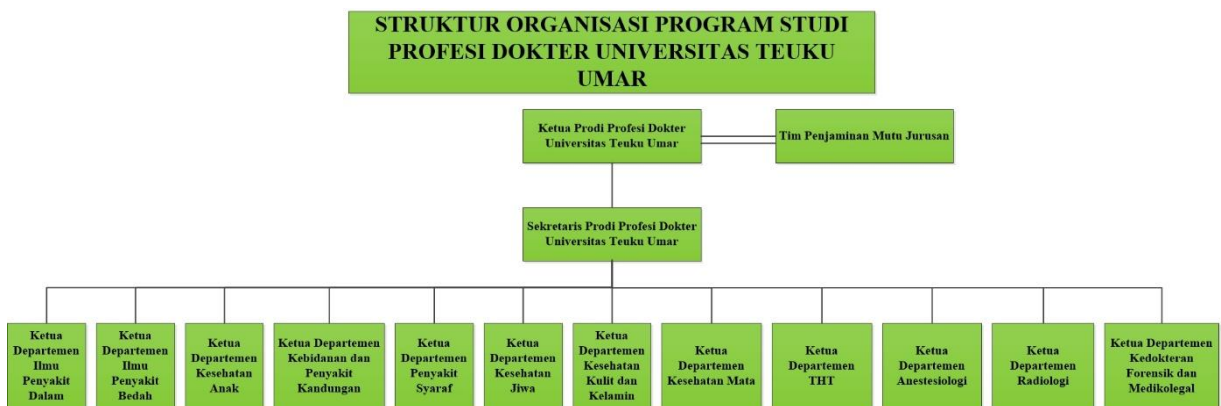 STRUKTUR ORGANISASI PROGRAM STUDI
PROFESI DOKTER UNIVERSITAS TEUKU
UMAR
Ketua Prodi Profesi Dokter
Universitas Teuku Umar
Tim Penjaminan Mutu Jurusan
Sekretaris Prodi Profesi Dokter
Universitas Teuku Umar
Ketua
Departemen
Ilmu
Penyakit
Dalam
Ketua
Departemen
Ilmu
Penyakit
Bedah
Ketua
Departemen
Kesehatan
Anak
Ketua Departemen
Kebidanan dan
Penyakit
Kandungan
Ketua
Departemen
Penyakit
Syaraf
Ketua
Departemen
Kesehatan
Jiwa
Ketua
Departemen
Kesehatan
Kulit dan
Kelamin
Ketua
Departemen
Kesehatan Mata
Ketua
Departemen
THT
Ketua
Departemen
Anestesiologi
Ketua
Departemen
Radiologi
Ketua Departemen
Kedokteran
Forensik dan
Medikolegal